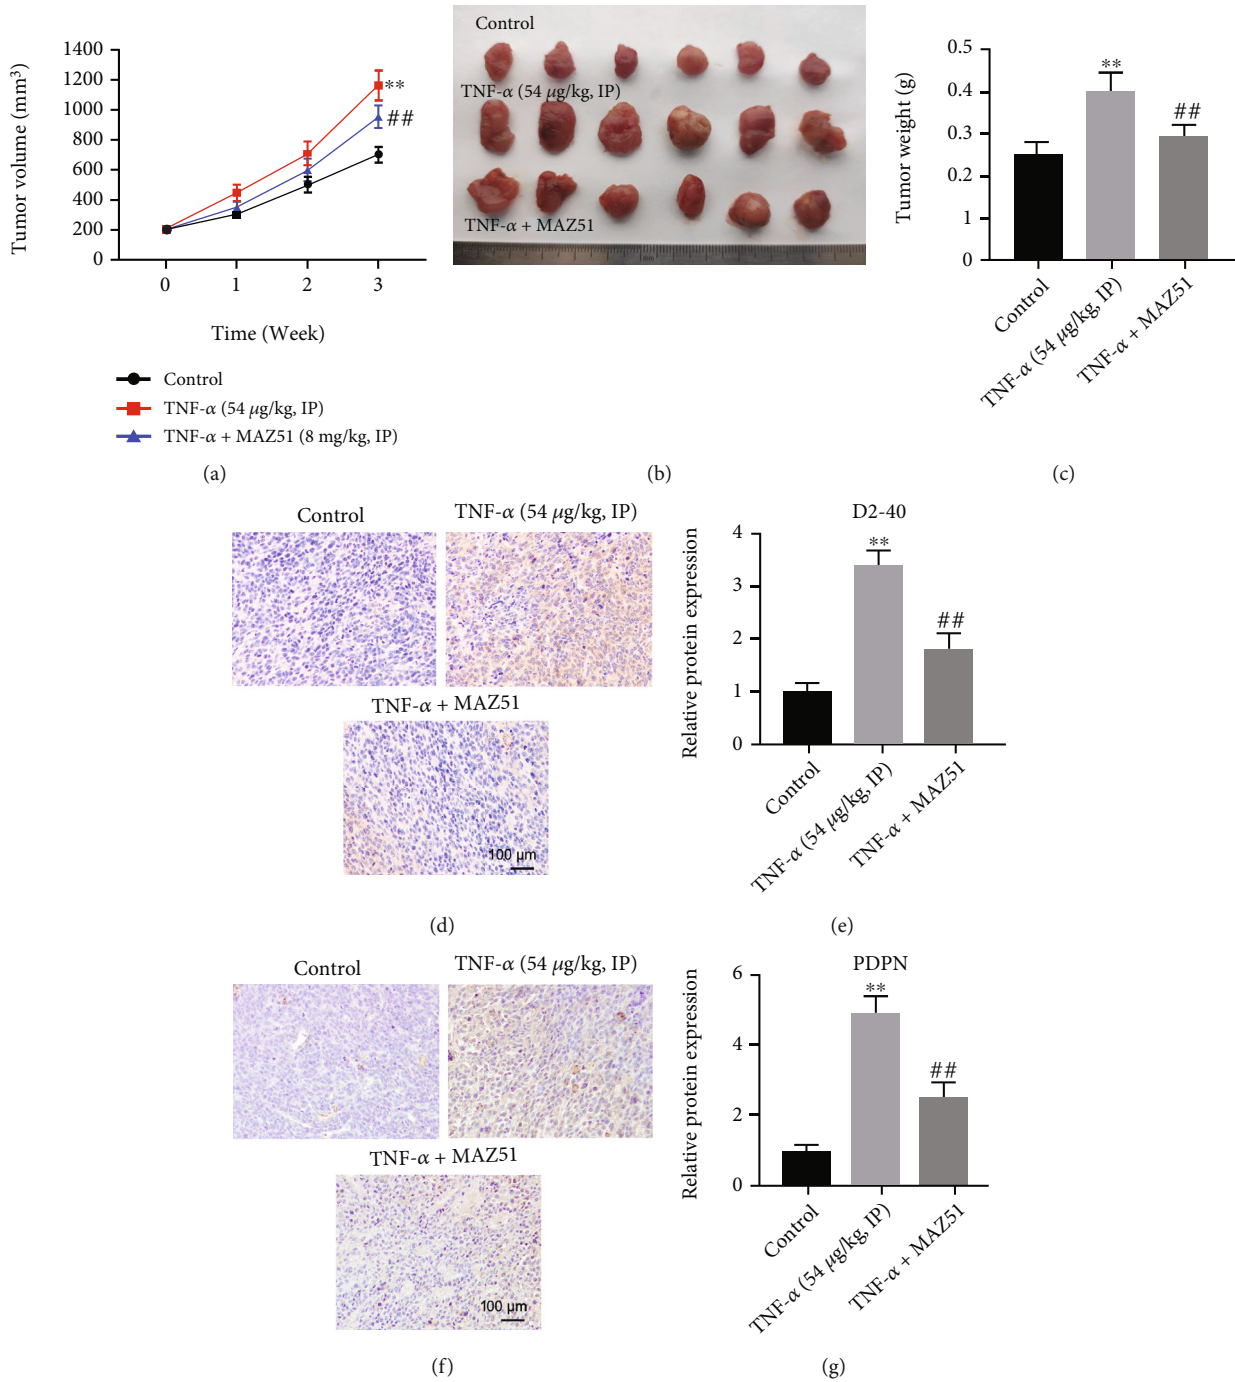 1400
1200
1000
800
600
400
200
0
Tumor volume (mm³)
**
##
0 1 2 3
Time (Week)
Control
TNF-α (54 μg/kg, IP)
TNF-α + MAZ51 (8 mg/kg, IP)
(a)
Control
TNF-α (54 μg/kg, IP)
TNF-α + MAZ51
(b)
0.5
0.4
0.3
0.2
1
0
Tumor weight (g)
**
##
Control
TNF-α (54 μg/kg, IP)
TNF-α + MAZ51
(c)
Control
TNF-α (54 μg/kg, IP)
TNF-α + MAZ51
100 μm
(d)
D2-40
4
3
2
1
0
Relative protein expression
**
##
Control
TNF-α (54 μg/kg, IP)
TNF-α + MAZ51
(e)
Control
TNF-α (54 μg/kg, IP)
TNF-α + MAZ51
100 μm
(f)
PDPN
6
4
2
0
Relative protein expression
**
##
Control
TNF-α (54 μg/kg, IP)
TNF-α + MAZ51
(g)